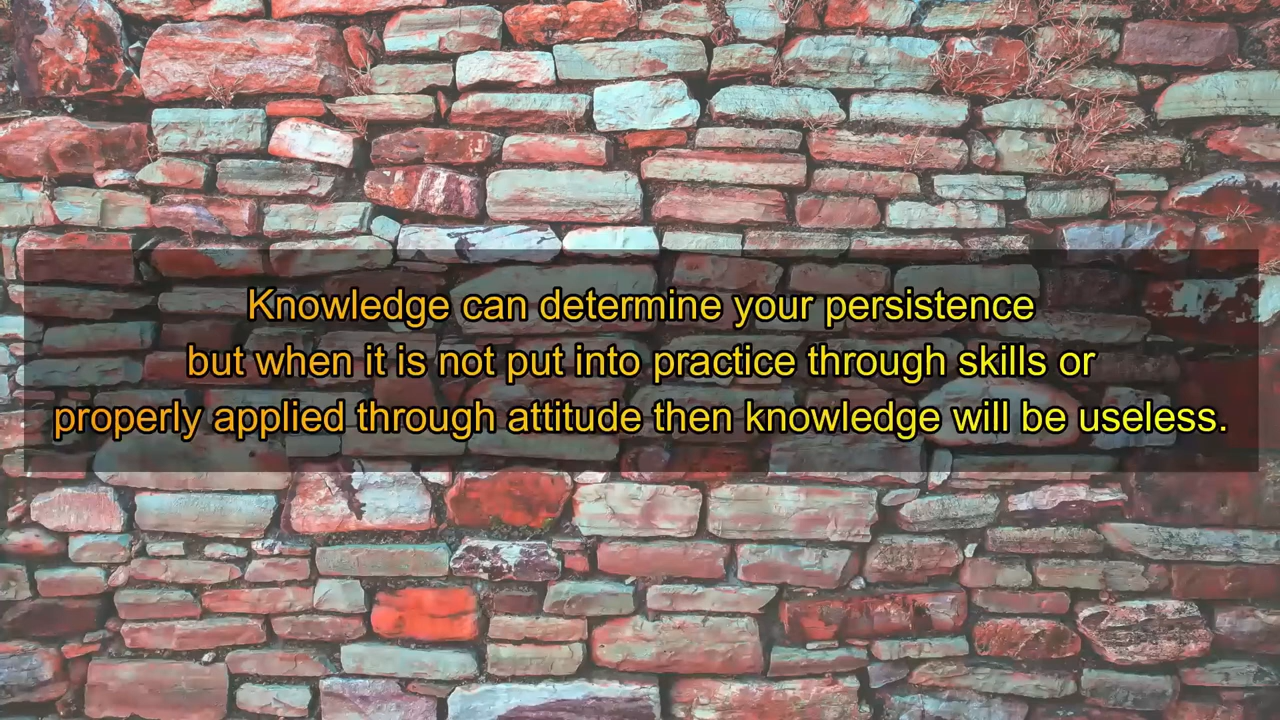 Knowledge can determine your persistence
but when it is not put into practice through skills or
properly applied through attitude then knowledge will be useless.